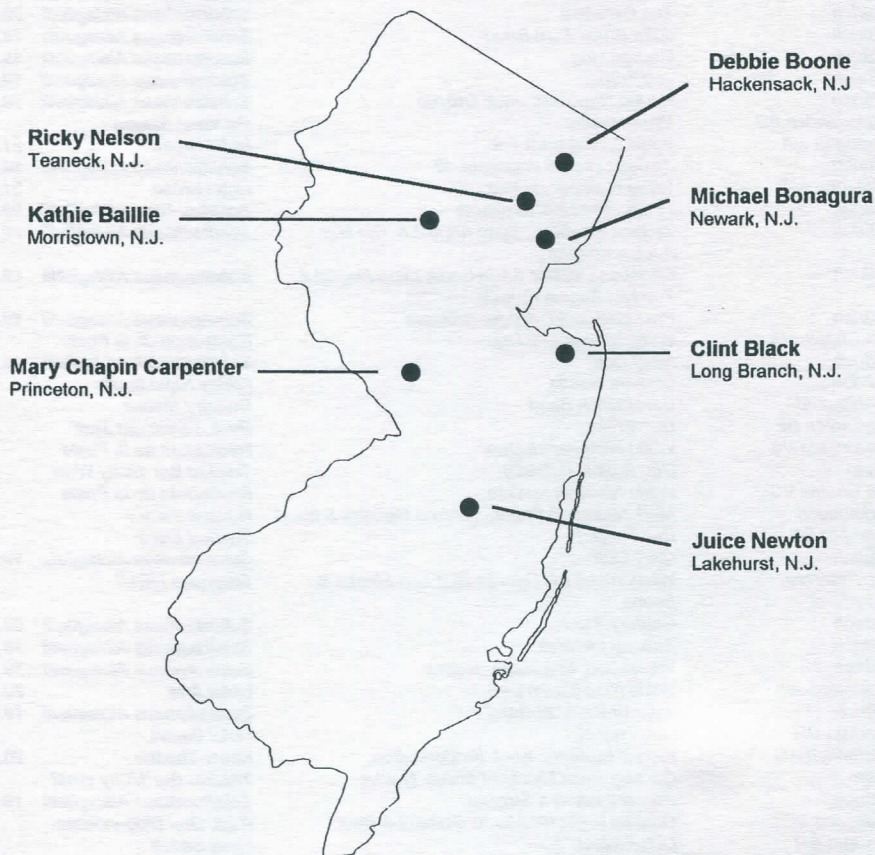 Debbie Boone
Hackensack, N.J
Ricky Nelson
Teaneck, N.J.
Michael Bonagura
Newark, N.J.
Kathie Baillie
Morristown, N.J.
Clint Black
Long Branch, N.J.
Mary Chapin Carpenter
Princeton, N.J.
Juice Newton
Lakehurst, N.J.